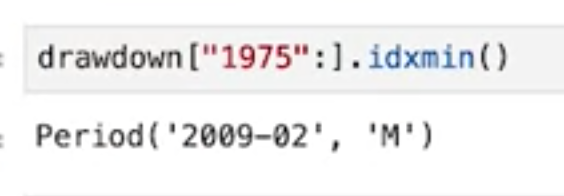 drawdown["1975":].idxmin()
Period('2009-02', 'M')